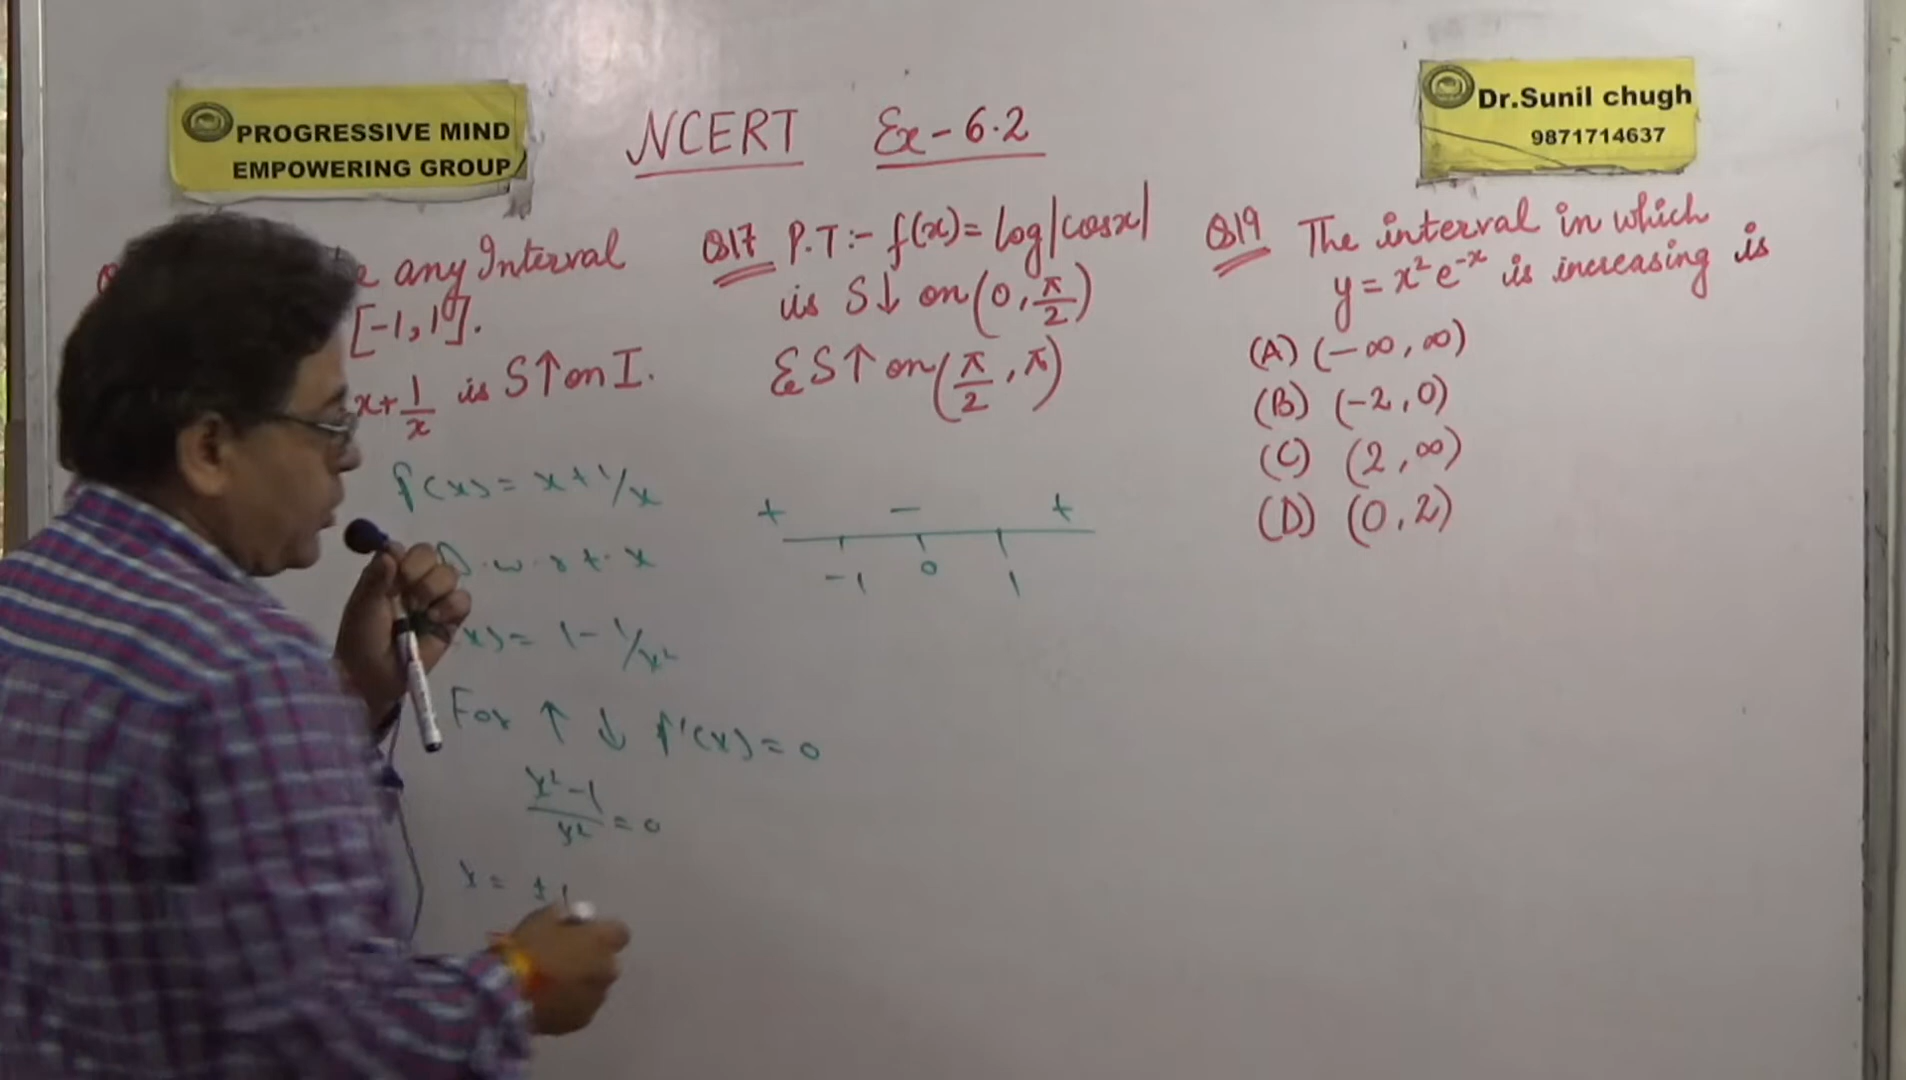 PROGRESSIVE MIND
EMPOWERING GROUP
NCERT Ex-6.2
Dr.Sunil chugh
9871714637
any Interval
[-1, 1].
x+1/x is S↑ on I.
f(x) = x+1/x
D.w.r.t.x
x) = 1-1/x²
For ↑ ↓ f'(x) = 0
x²-1/x² = 0
x = ±1
Q17 P.T:- f(x) = log|cosx|
is S↓ on (0, π/2)
& S↑ on (π/2, π)
+ - +
-1 0 1
Q19 The interval in which
y = x² e⁻ˣ is increasing is
(A) (-∞, ∞)
(B) (-2, 0)
(C) (2, ∞)
(D) (0, 2)